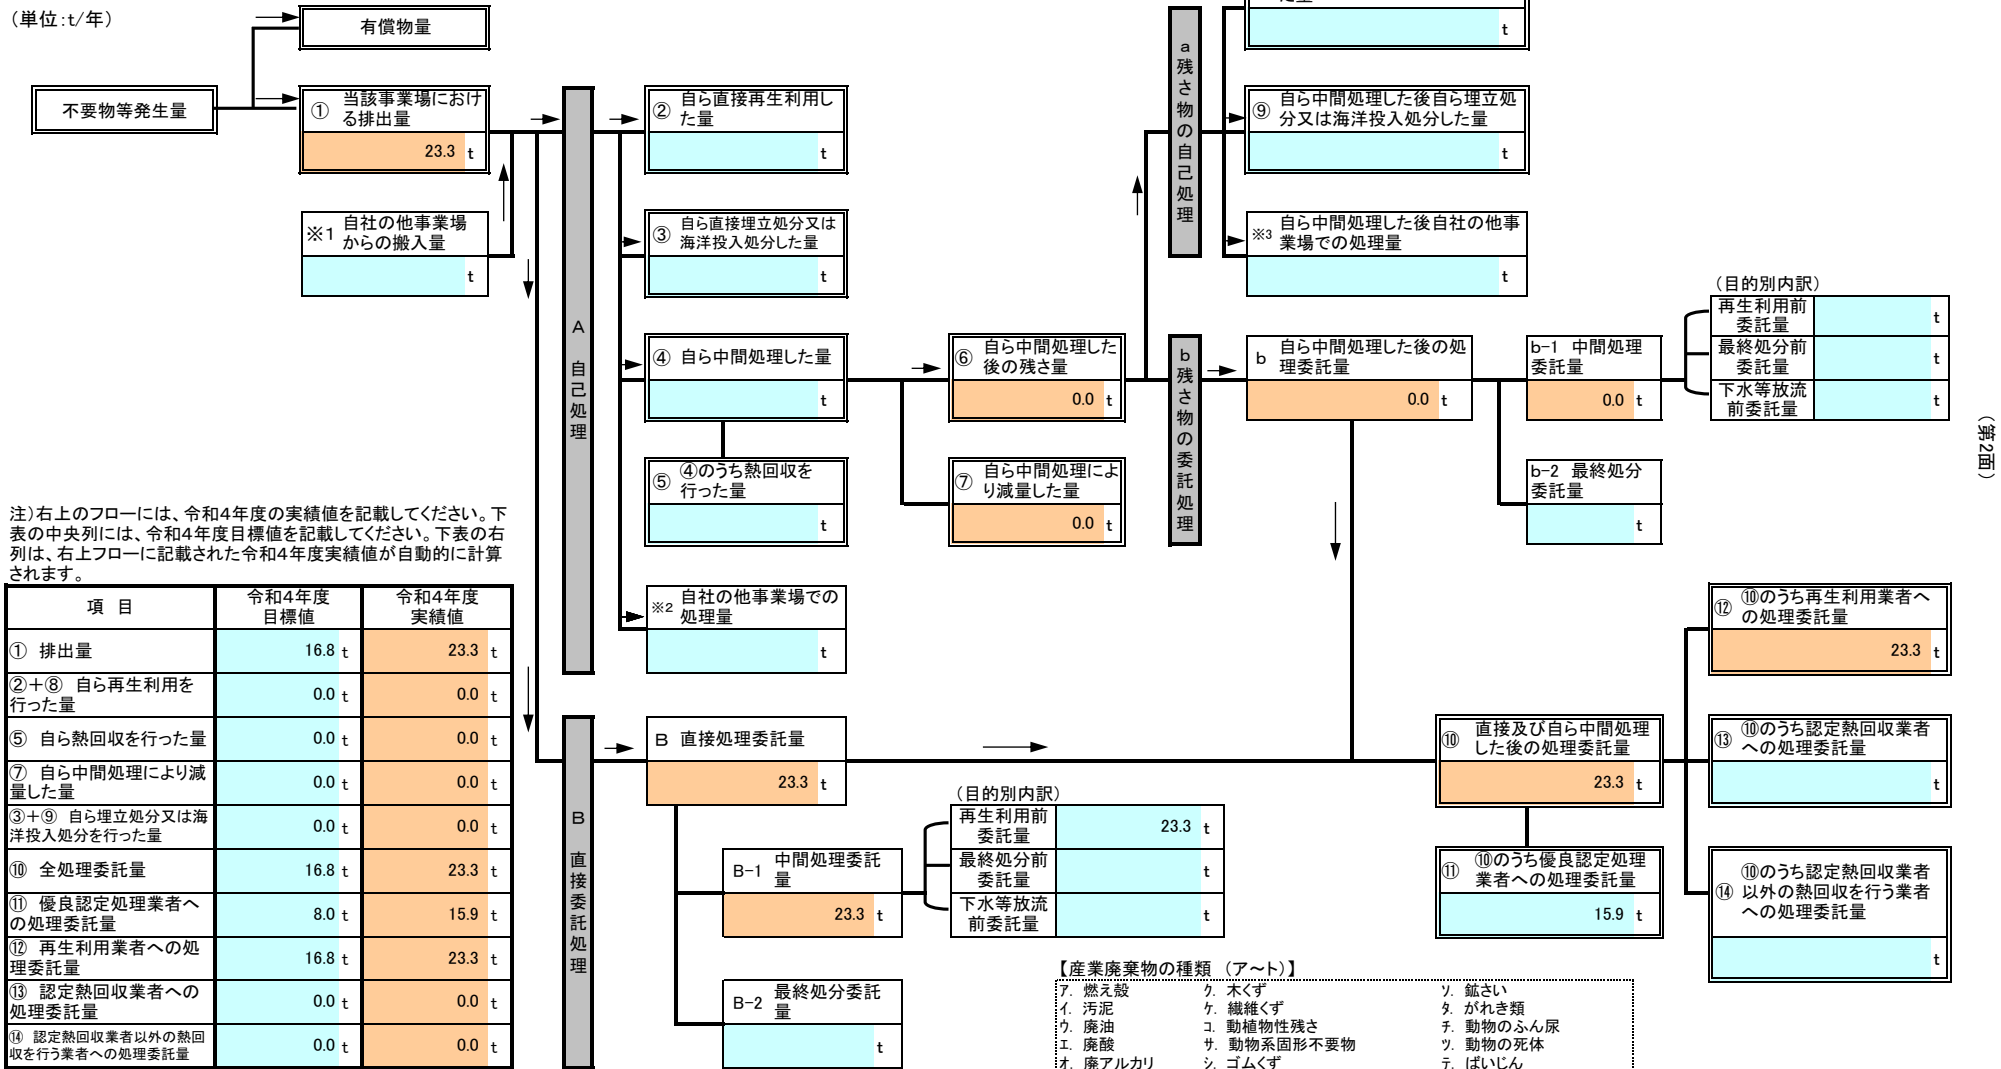 （単位：t/年）
有償物量
不要物等発生量
① 当該事業場におけ
る排出量
23.3 t
※1 自社の他事業場
からの搬入量
t
A 自己処理
② 自ら直接再生利用し
た量
t
③ 自ら直接埋立処分又は
海洋投入処分した量
t
④ 自ら中間処理した量
t
⑤ ④のうち熱回収を
行った量
t
※2 自社の他事業場での
処理量
t
⑥ 自ら中間処理した
後の残さ量
0.0 t
⑦ 自ら中間処理によ
り減量した量
0.0 t
a 残さ物の自己処理
t
⑨ 自ら中間処理した後自ら埋立処
分又は海洋投入処分した量
t
※3 自ら中間処理した後自社の他事
業場での処理量
t
b 残さ物の委託処理
b 自ら中間処理した後の処
理委託量
0.0 t
b-1 中間処理
委託量
0.0 t
b-2 最終処分
委託量
t
（目的別内訳）
再生利用前
委託量
t
最終処分前
委託量
t
下水等放流
前委託量
t
（第2面）
注）右上のフローには、令和４年度の実績値を記載してください。下
表の中央列には、令和４年度目標値を記載してください。下表の右
列は、右上フローに記載された令和４年度実績値が自動的に計算
されます。
項 目
令和４年度
目標値
令和４年度
実績値
① 排出量
16.8 t 23.3 t
②＋⑧ 自ら再生利用を
行った量
0.0 t 0.0 t
⑤ 自ら熱回収を行った量
0.0 t 0.0 t
⑦ 自ら中間処理により減
量した量
0.0 t 0.0 t
③＋⑨ 自ら埋立処分又は海
洋投入処分を行った量
0.0 t 0.0 t
⑩ 全処理委託量
16.8 t 23.3 t
⑪ 優良認定処理業者へ
の処理委託量
8.0 t 15.9 t
⑫ 再生利用業者への処
理委託量
16.8 t 23.3 t
⑬ 認定熱回収業者への
処理委託量
0.0 t 0.0 t
⑭ 認定熱回収業者以外の熱回
収を行う業者への処理委託量
0.0 t 0.0 t
B 直接委託処理
B 直接処理委託量
23.3 t
B-1 中間処理委託
量
23.3 t
B-2 最終処分委託
量
t
（目的別内訳）
再生利用前
委託量
23.3 t
最終処分前
委託量
t
下水等放流
前委託量
t
⑩ 直接及び自ら中間処理
した後の処理委託量
23.3 t
⑪ ⑩のうち優良認定処理
業者への処理委託量
15.9 t
⑫ ⑩のうち再生利用業者へ
の処理委託量
23.3 t
⑬ ⑩のうち認定熱回収業者
への処理委託量
t
⑭ ⑩のうち認定熱回収業者
以外の熱回収を行う業者
への処理委託量
t
【産業廃棄物の種類 （ア～ト）】
ｱ. 燃え殻 ｸ. 木くず ｿ. 鉱さい
ｲ. 汚泥 ｹ. 繊維くず ﾀ. がれき類
ｳ. 廃油 ｺ. 動植物性残さ ﾁ. 動物のふん尿
ｴ. 廃酸 ｻ. 動物系固形不要物 ﾂ. 動物の死体
ｵ. 廃アルカリ ｼ. ゴムくず ﾃ. ばいじん